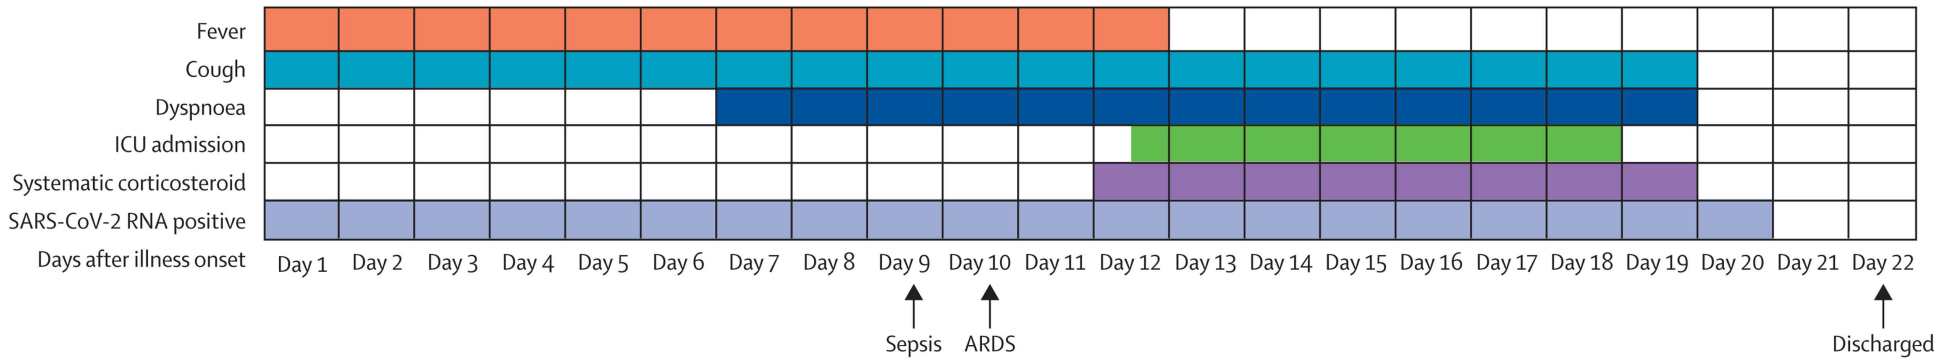 Fever
Cough
Dyspnoea
ICU admission
Systematic corticosteroid
SARS-CoV-2 RNA positive
Days after illness onset Day 1 Day 2 Day 3 Day 4 Day 5 Day 6 Day 7 Day 8 Day 9 Day 10 Day 11 Day 12 Day 13 Day 14 Day 15 Day 16 Day 17 Day 18 Day 19 Day 20 Day 21 Day 22
Sepsis ARDS Discharged